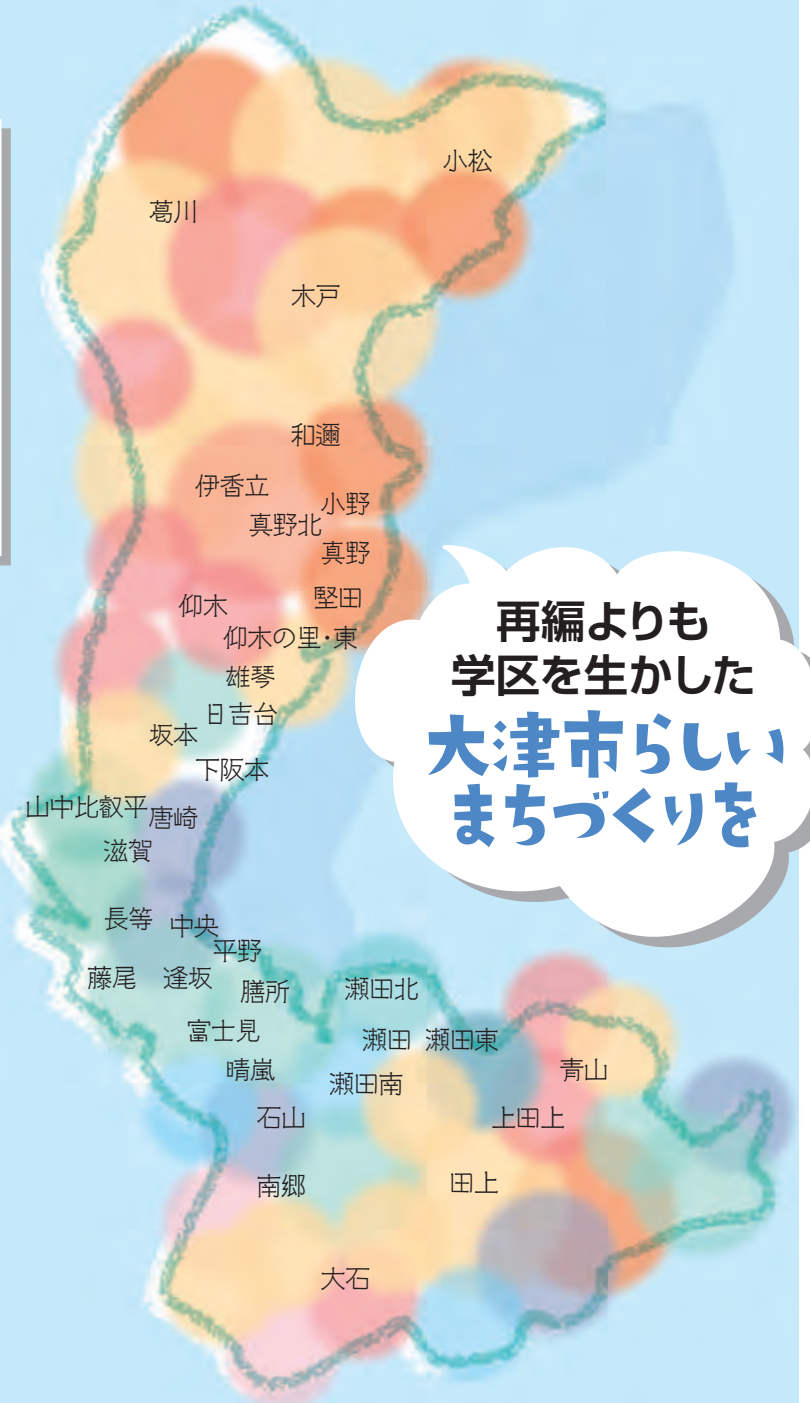 小松
葛川
木戸
和邇
伊香立
小野
真野北
真野
仰木
堅田
仰木の里・東
雄琴
日吉台
坂本
下阪本
再編よりも
学区を生かした
大津市らしい
まちづくりを
山中比叡平
唐崎
滋賀
長等
中央
平野
藤尾
逢坂
膳所
瀬田北
富士見
瀬田
瀬田東
晴嵐
瀬田南
青山
石山
上田上
南郷
田上
大石